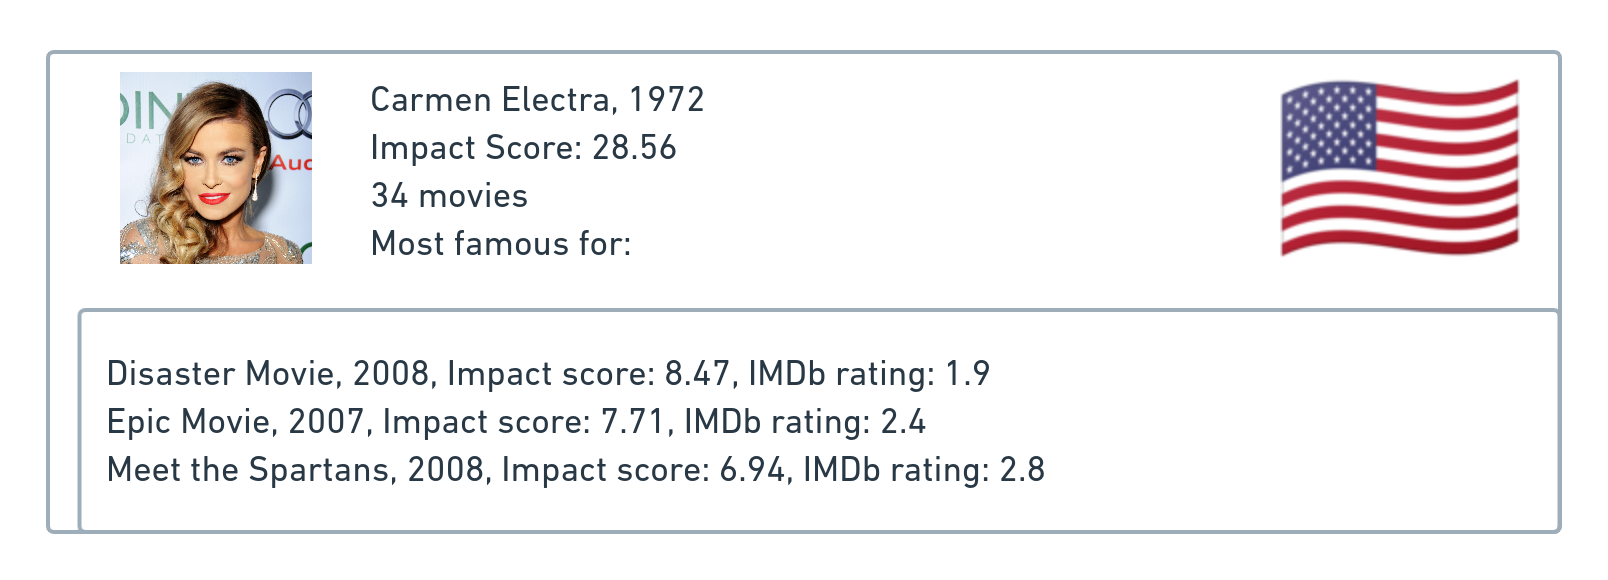 Carmen Electra, 1972
Impact Score: 28.56
34 movies
Most famous for:
Disaster Movie, 2008, Impact score: 8.47, IMDb rating: 1.9
Epic Movie, 2007, Impact score: 7.71, IMDb rating: 2.4
Meet the Spartans, 2008, Impact score: 6.94, IMDb rating: 2.8